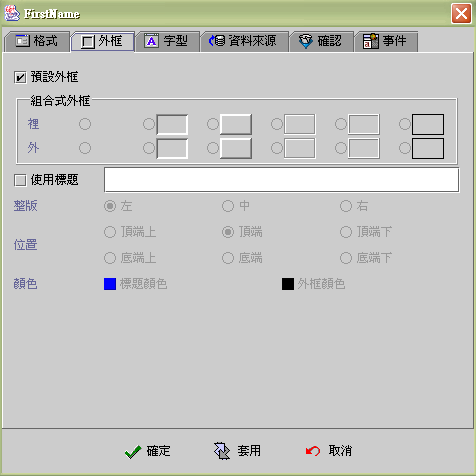 FirstName
格式 外框 A 字型 資料來源 確認 a 事件
預設外框
組合式外框
裡
外
使用標題
整版 左 中 右
位置 頂端上 頂端 頂端下
底端上 底端 底端下
顏色 標題顏色 外框顏色
確定 套用 取消